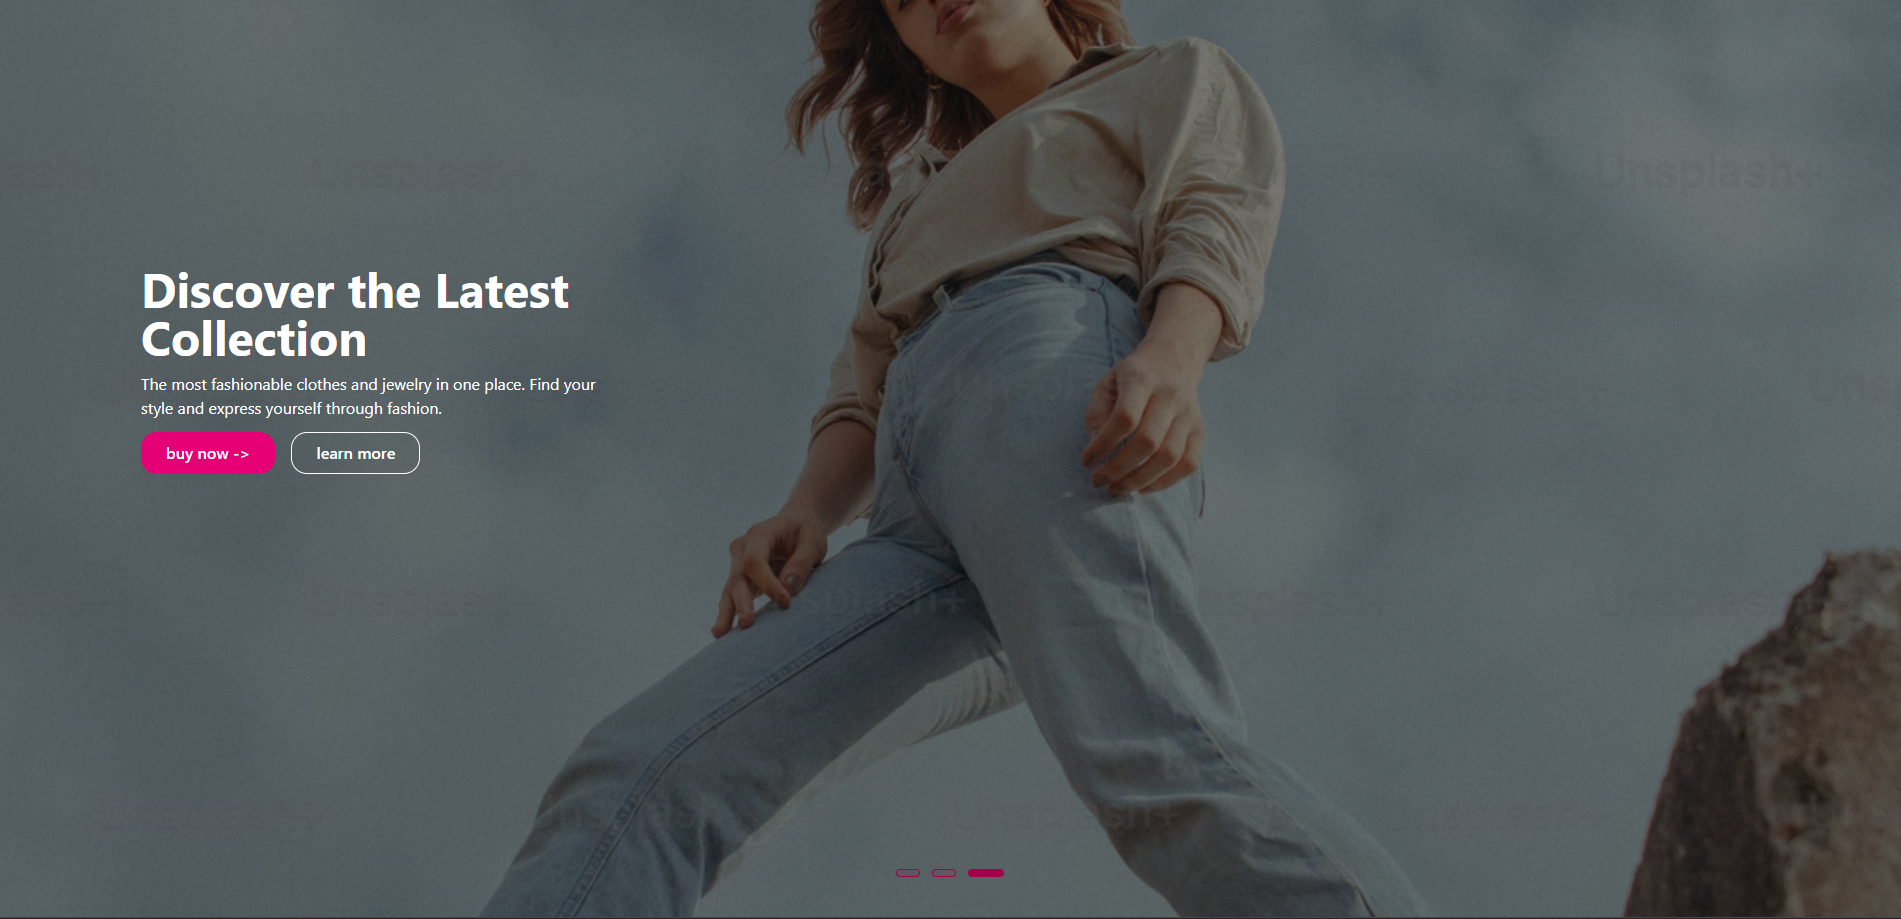 Unsplash+
Discover the Latest
Collection
The most fashionable clothes and jewelry in one place. Find your
style and express yourself through fashion.
buy now ->
learn more